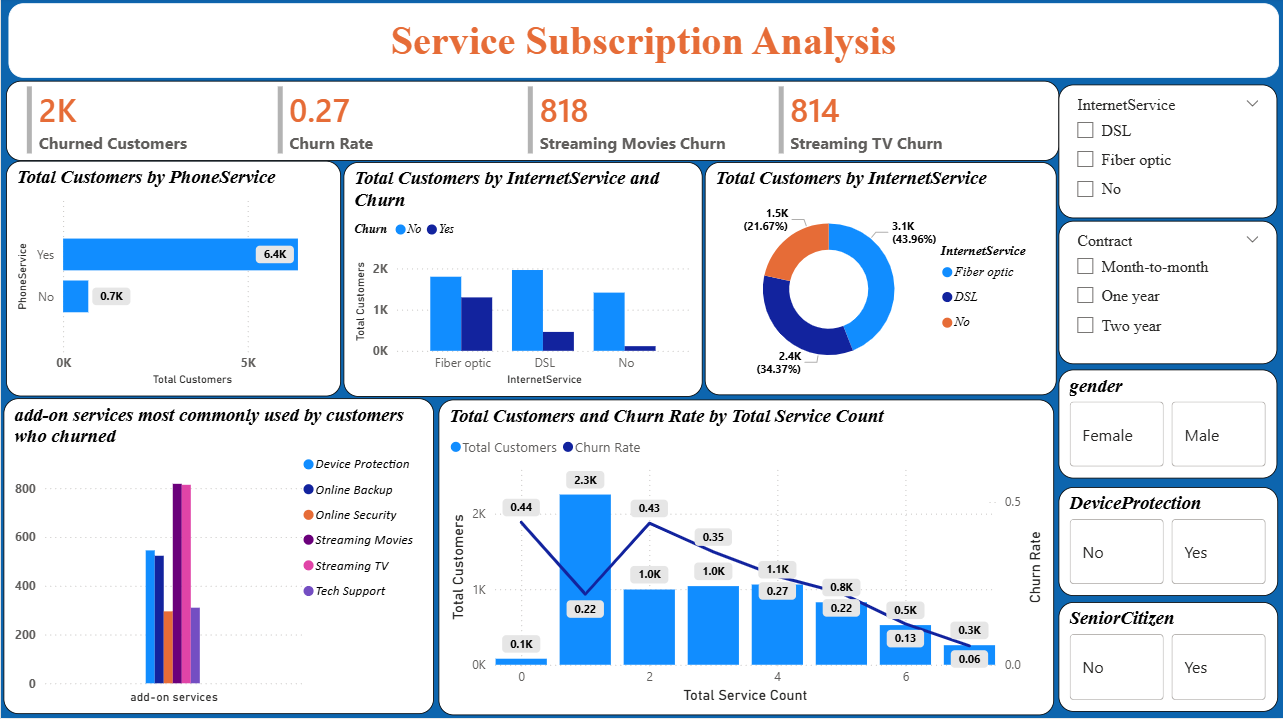 Service Subscription Analysis
2K
Churned Customers
0.27
Churn Rate
818
Streaming Movies Churn
814
Streaming TV Churn
InternetService
DSL
Fiber optic
No
Total Customers by PhoneService
PhoneService
Yes
6.4K
No
0.7K
0K
5K
Total Customers
Total Customers by InternetService and
Churn
Churn
No
Yes
Total Customers
2K
1K
0K
Fiber optic
DSL
No
InternetService
Total Customers by InternetService
1.5K
(21.67%)
3.1K
(43.96%)
2.4K
(34.37%)
InternetService
Fiber optic
DSL
No
Contract
Month-to-month
One year
Two year
gender
Female
Male
DeviceProtection
No
Yes
SeniorCitizen
No
Yes
add-on services most commonly used by customers
who churned
800
600
400
200
0
add-on services
Device Protection
Online Backup
Online Security
Streaming Movies
Streaming TV
Tech Support
Total Customers and Churn Rate by Total Service Count
Total Customers
Churn Rate
Total Customers
2K
1K
0K
0.44
0.1K
2.3K
0.22
0.43
1.0K
0.35
1.0K
1.1K
0.27
0.8K
0.22
0.5K
0.13
0.3K
0.06
0.5
0.0
Churn Rate
0
2
4
6
Total Service Count